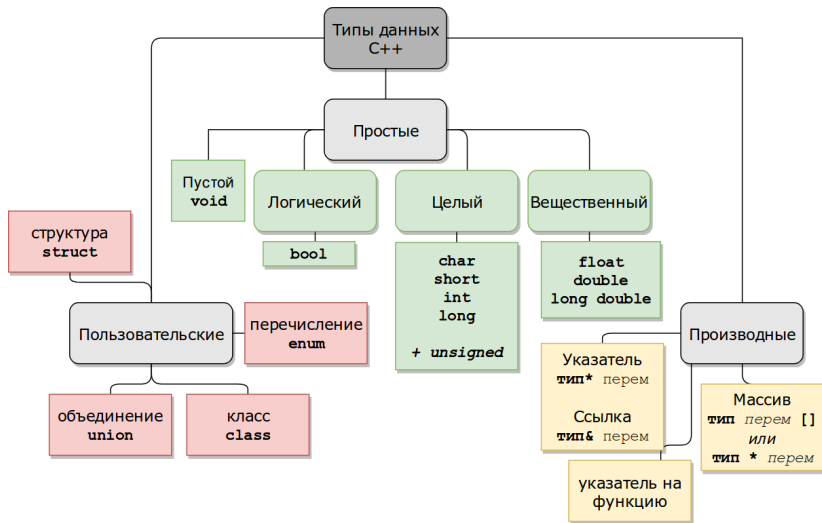 Типы данных
C++
Простые
Пустой
void
Логический
bool
Целый
char
short
int
long
+ unsigned
Вещественный
float
double
long double
структура
struct
Пользовательские
перечисление
enum
объединение
union
класс
class
Производные
Указатель
тип* перем
Ссылка
тип& перем
Массив
тип перем []
или
тип * перем
указатель на
функцию